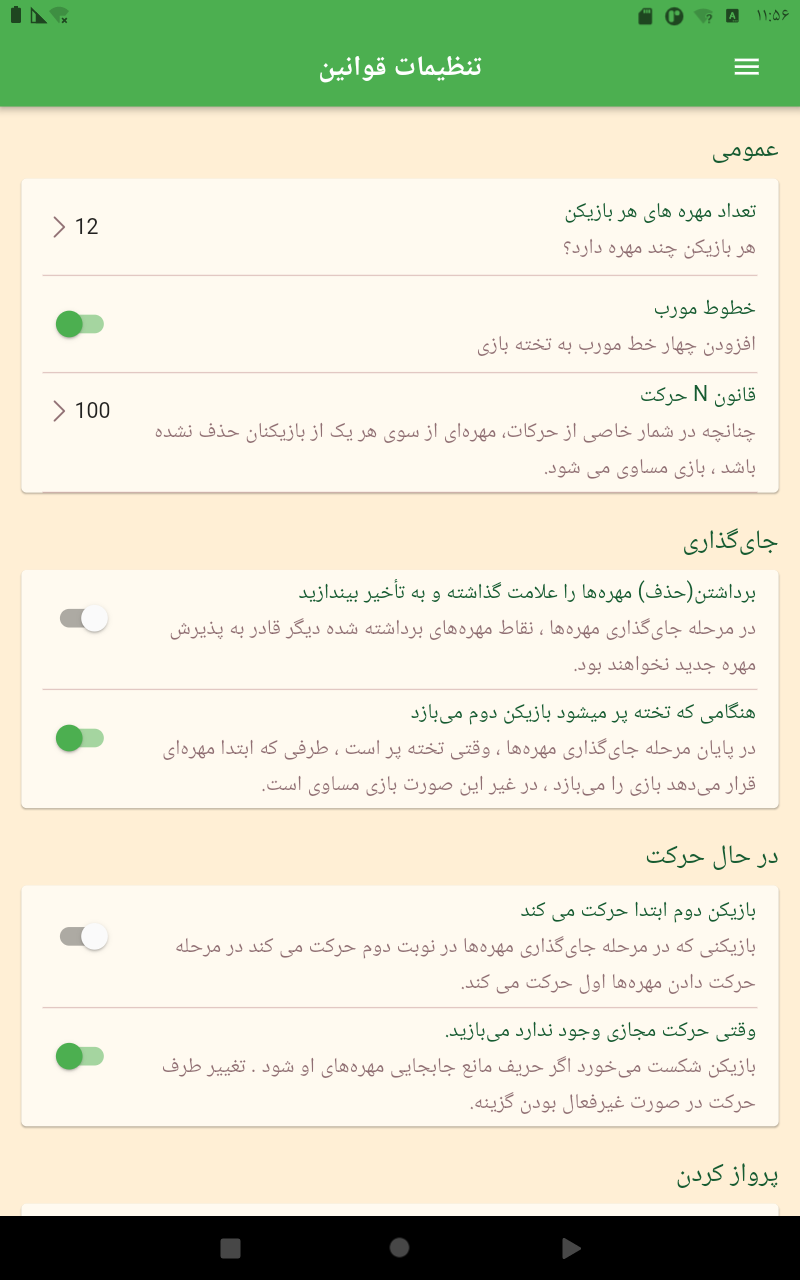 ۱۱:۵۶
تنظیمات قوانین
عمومی
تعداد مهره های هر بازیکن
هر بازیکن چند مهره دارد؟
12
خطوط مورب
افزودن چهار خط مورب به تخته بازی
قانون N حرکت
چنانچه در شمار خاصی از حرکات، مهره‌ای از سوی هر یک از بازیکنان حذف نشده
باشد ، بازی مساوی می شود.
100
جای‌گذاری
برداشتن(حذف) مهره‌ها را علامت گذاشته و به تأخیر بیندازید
در مرحله جای‌گذاری مهره‌ها ، نقاط مهره‌های برداشته شده دیگر قادر به پذیرش
مهره جدید نخواهند بود.
هنگامی که تخته پر میشود بازیکن دوم می‌بازد
در پایان مرحله جای‌گذاری مهره‌ها ، وقتی تخته پر است ، طرفی که ابتدا مهره‌ای
قرار می‌دهد بازی را می‌بازد ، در غیر این صورت بازی مساوی است.
در حال حرکت
بازیکن دوم ابتدا حرکت می کند
بازیکنی که در مرحله جای‌گذاری مهره‌ها در نوبت دوم حرکت می کند در مرحله
حرکت دادن مهره‌ها اول حرکت می کند.
وقتی حرکت مجازی وجود ندارد می‌بازید.
بازیکن شکست می‌خورد اگر حریف مانع جابجایی مهره‌های او شود . تغییر طرف
حرکت در صورت غیرفعال بودن گزینه.
پرواز کردن